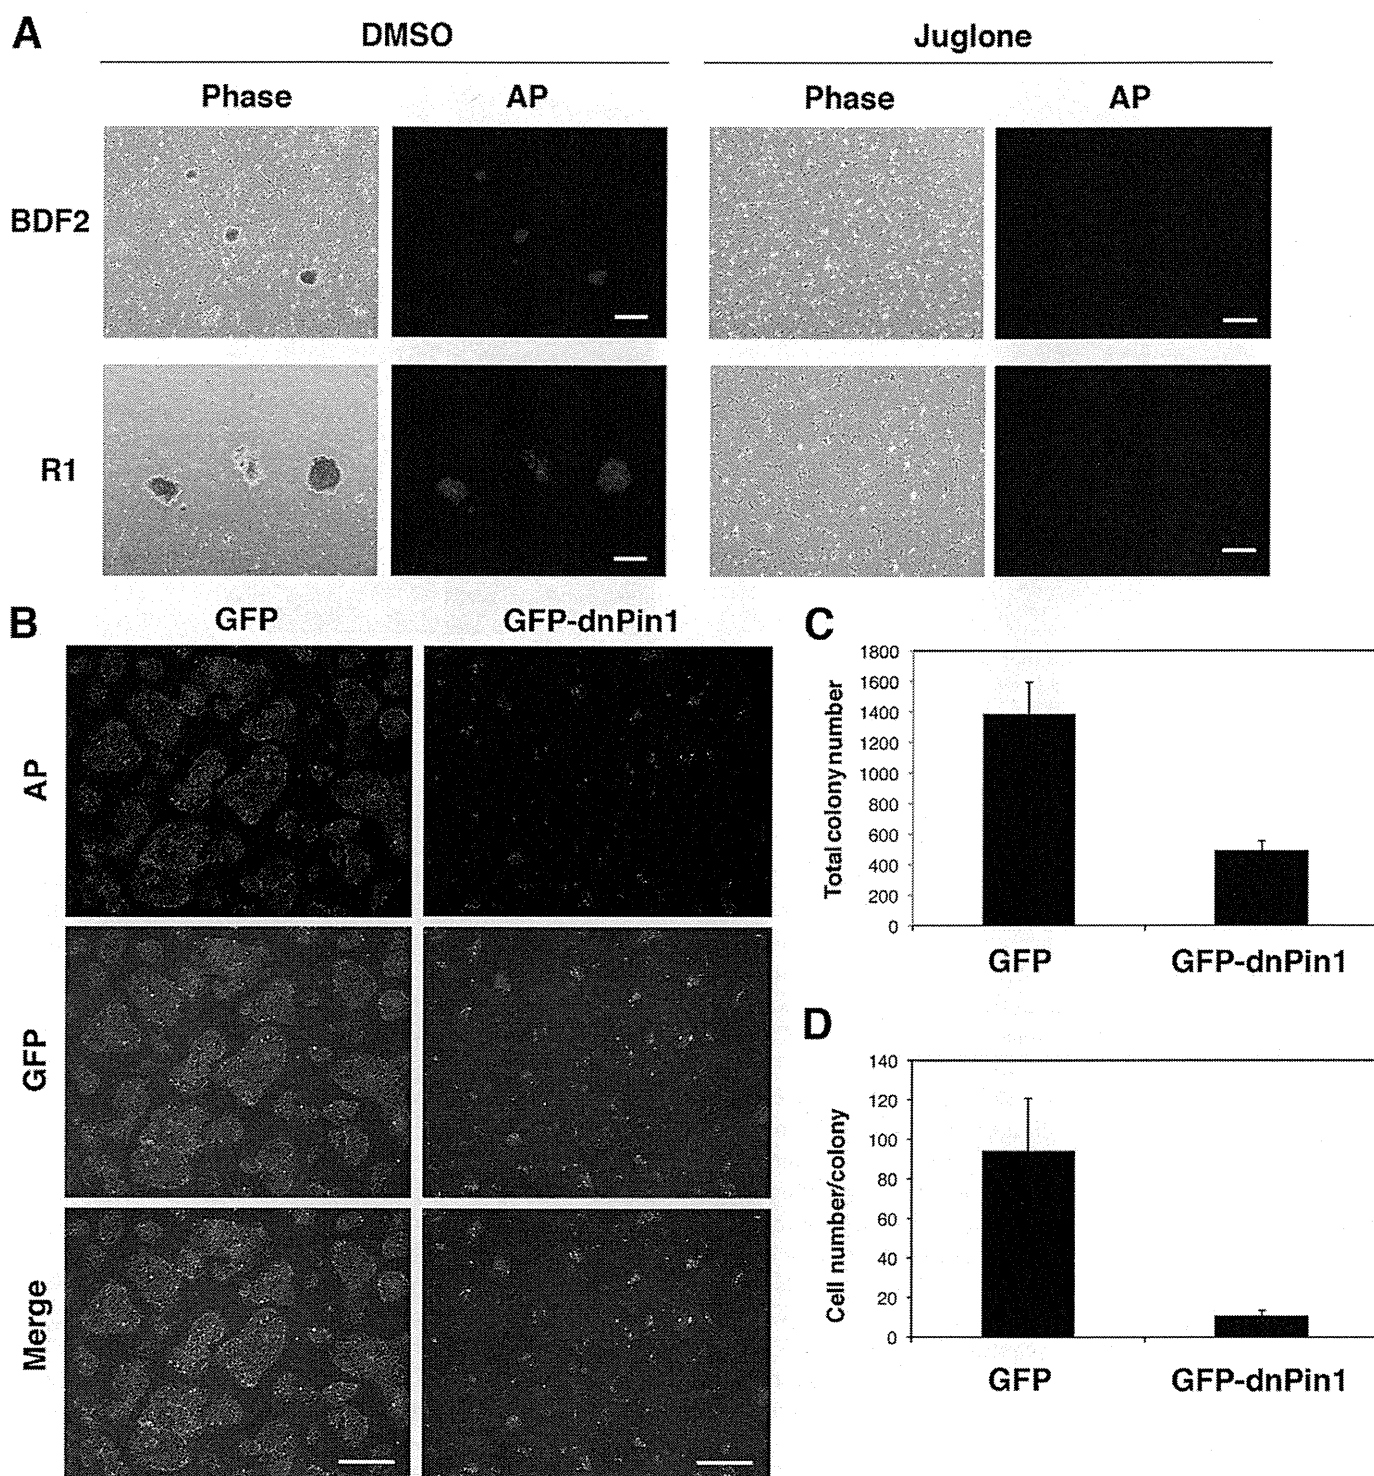 A
DMSO
Juglone
Phase
AP
Phase
AP
BDF2
R1
B
GFP
GFP-dnPin1
AP
GFP
Merge
C
Total colony number
1800
1600
1400
1200
1000
800
600
400
200
0
GFP
GFP-dnPin1
D
Cell number/colony
140
120
100
80
60
40
20
0
GFP
GFP-dnPin1